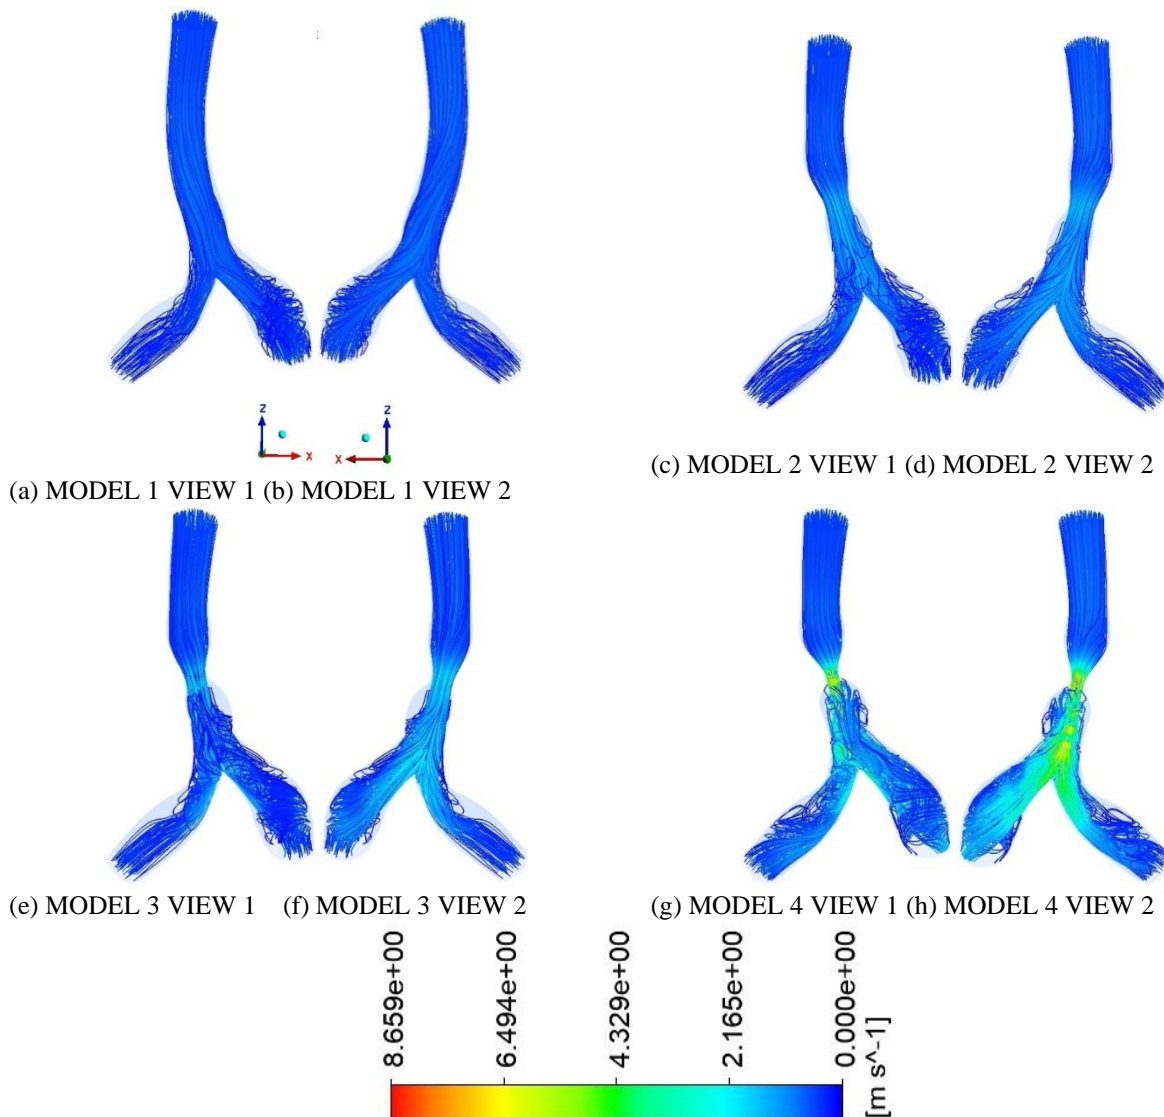 Z Z
X X
(a) MODEL 1 VIEW 1 (b) MODEL 1 VIEW 2
(c) MODEL 2 VIEW 1 (d) MODEL 2 VIEW 2
(e) MODEL 3 VIEW 1 (f) MODEL 3 VIEW 2
(g) MODEL 4 VIEW 1 (h) MODEL 4 VIEW 2
8.659e+00
6.494e+00
4.329e+00
2.165e+00
0.000e+00
[m s^-1]